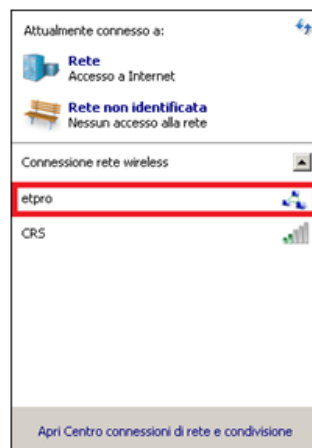 Attualmente connesso a:
Rete
Accesso a Internet
Rete non identificata
Nessun accesso alla rete
Connessione rete wireless
etpro
CRS
Apri Centro connessioni di rete e condivisione